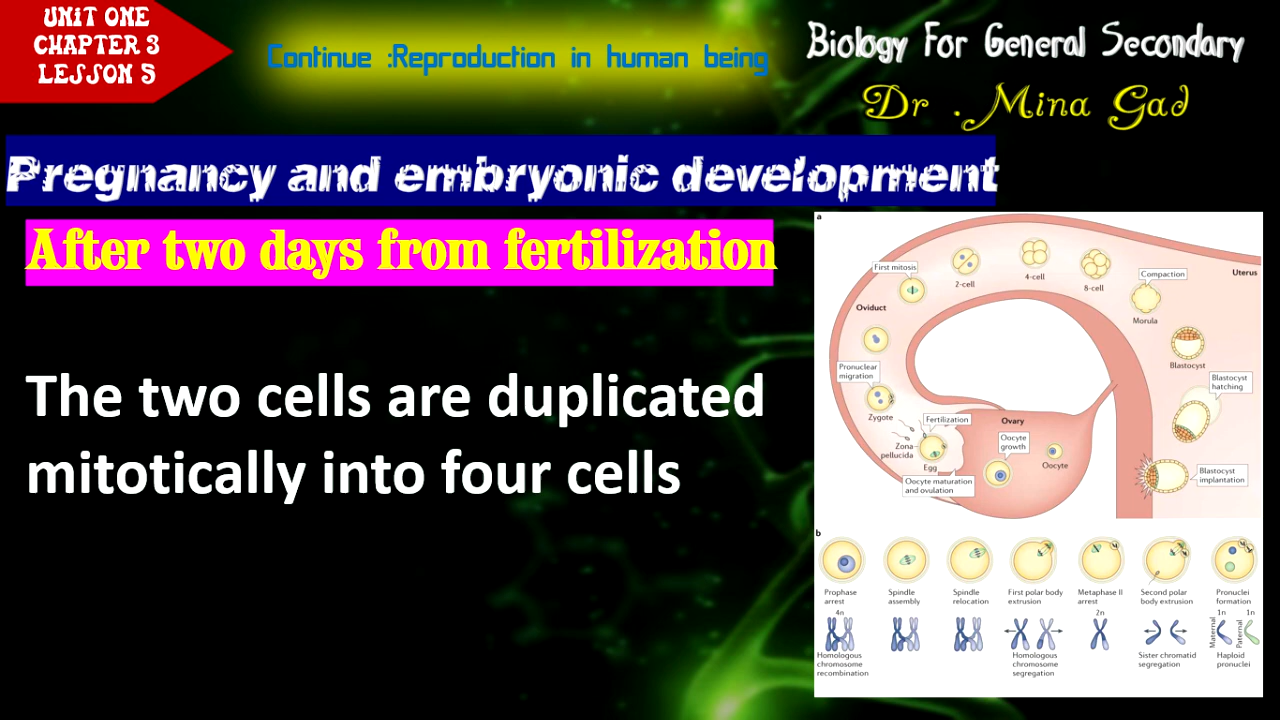 UNIT ONE
CHAPTER 3
LESSON 5
Continue :Reproduction in human being
Biology For General Secondary
Dr .Mina Gad
Pregnancy and embryonic development
After two days from fertilization
The two cells are duplicated
mitotically into four cells
a
Uterus
First mitosis
2-cell
4-cell
8-cell
Compaction
Morula
Oviduct
Blastocyst
Blastocyst
hatching
Pronuclear
migration
Zygote
Fertilization
Ovary
Zona
pellucida
Egg
Oocyte
growth
Oocyte
Oocyte maturation
and ovulation
Blastocyst
implantation
b
Prophase
arrest
Spindle
assembly
Spindle
relocation
First polar body
extrusion
Metaphase II
arrest
Second polar
body extrusion
Pronuclei
formation
4n
2n
1n
1n
Maternal
Paternal
Homologous
chromosome
recombination
Homologous
chromosome
segregation
Sister chromatid
segregation
Haploid
pronuclei